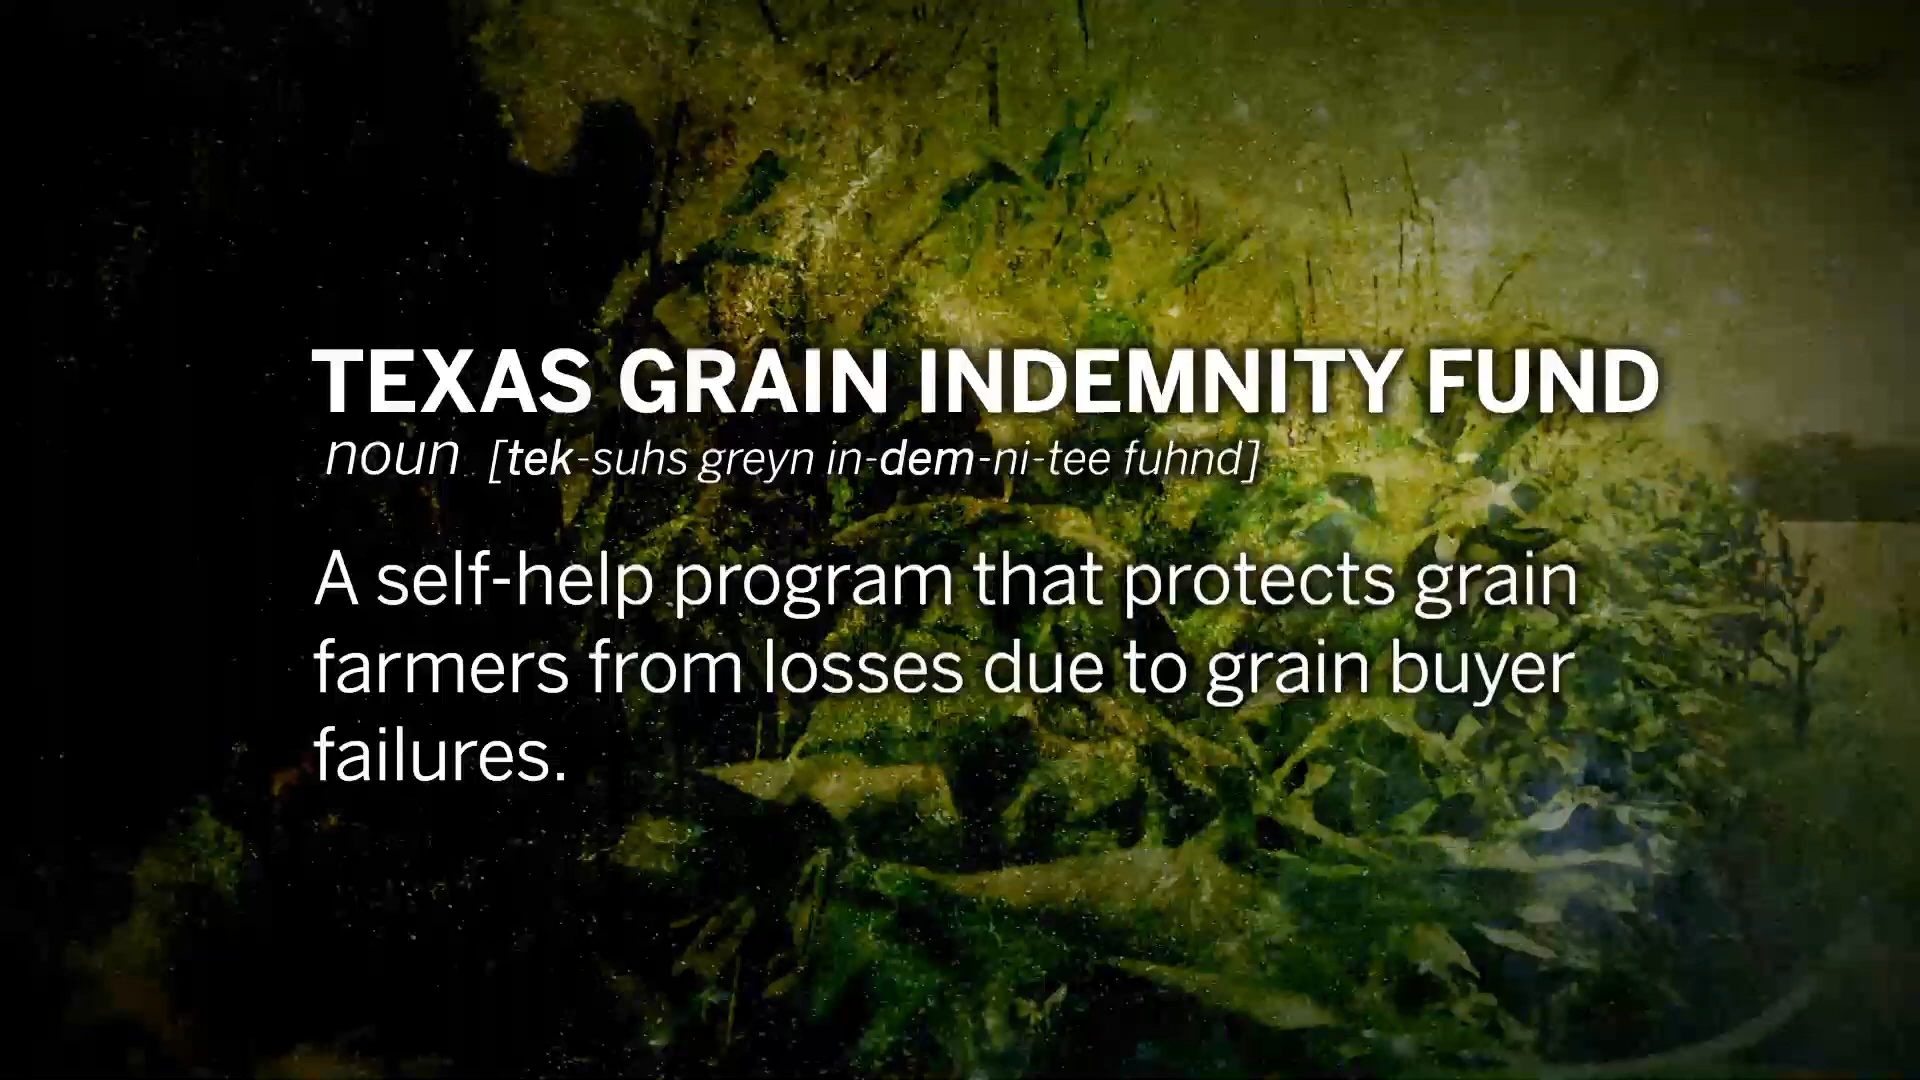 TEXAS GRAIN INDEMNITY FUND
noun [tek-suhs greyn in-dem-ni-tee fuhnd]
A self-help program that protects grain
farmers from losses due to grain buyer
failures.